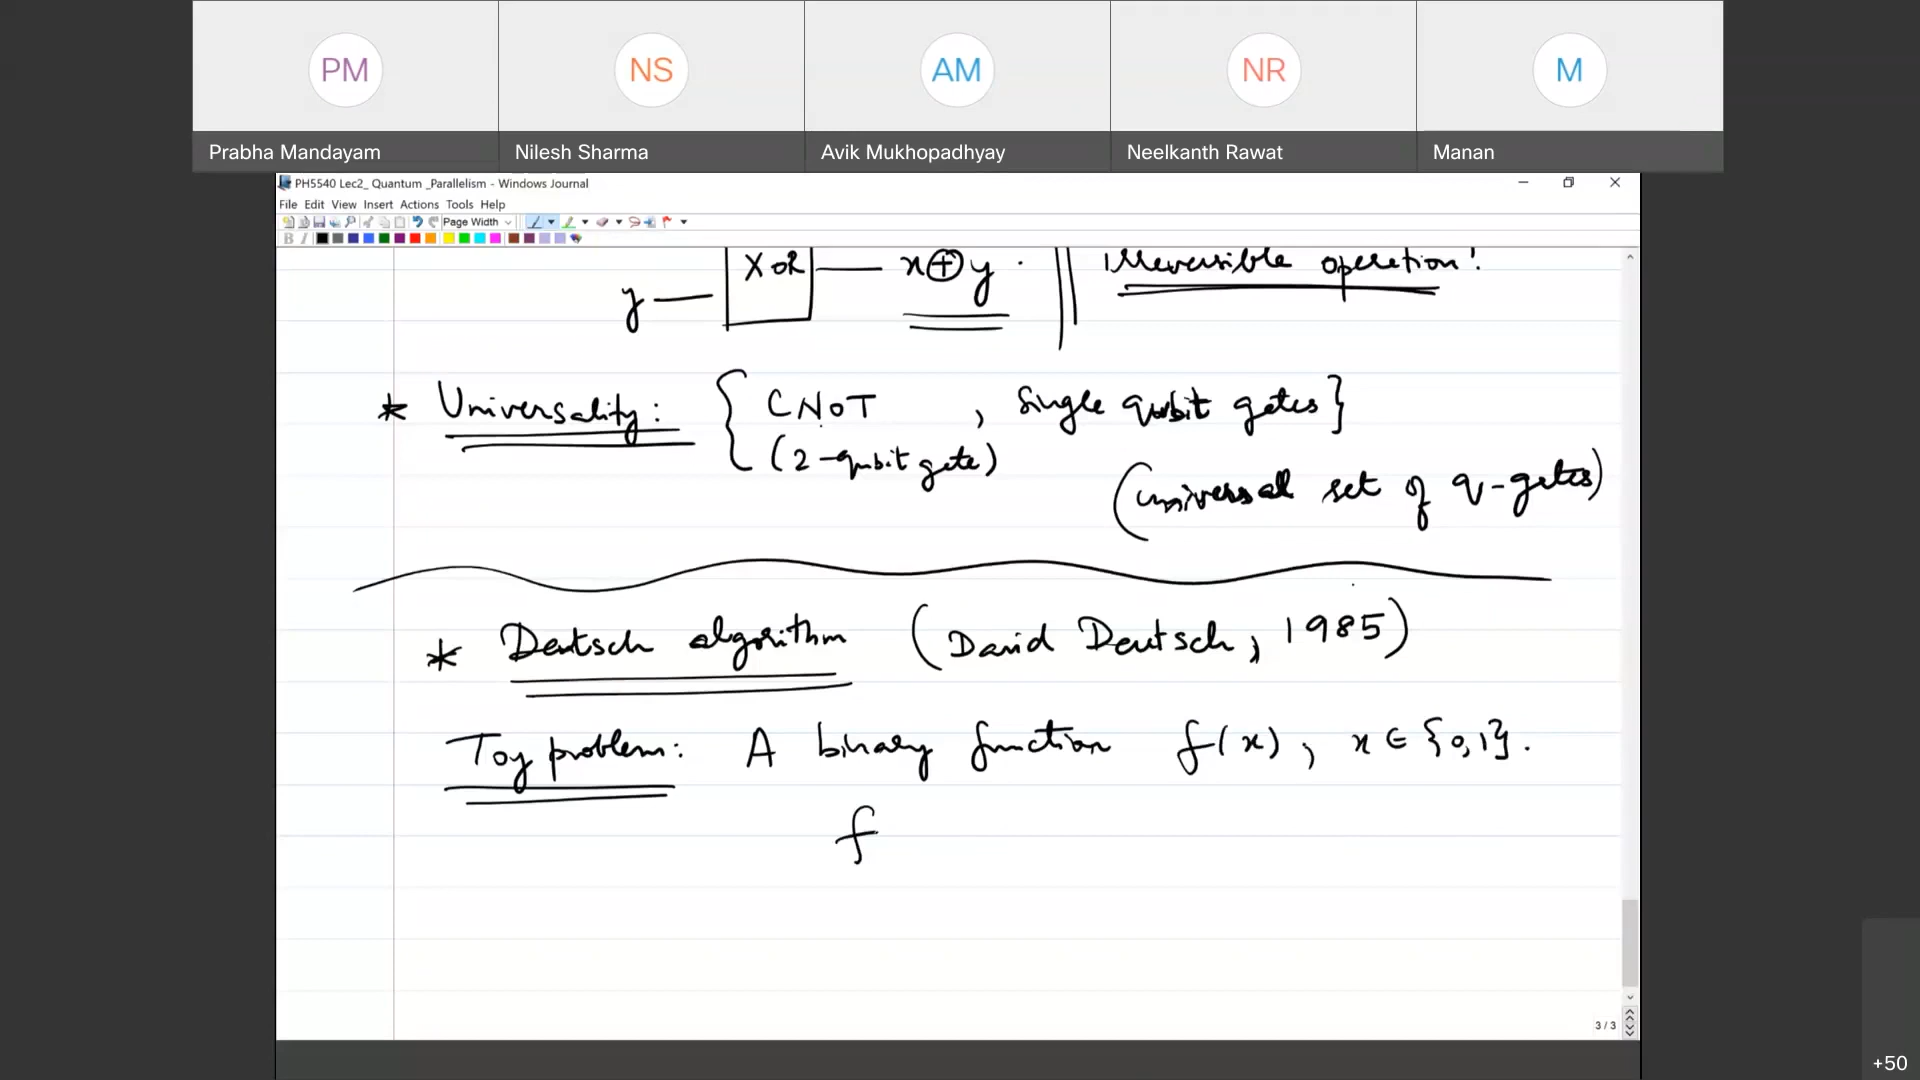 PM NS AM NR M
Prabha Mandayam Nilesh Sharma Avik Mukhopadhyay Neelkanth Rawat Manan
PH5540 Lec2_ Quantum _Parallelism - Windows Journal
File Edit View Insert Actions Tools Help
Page Width
B I
XOR x⊕y . irreversible operation!
y
* Universality: { CNOT , Single qubit gates }
(2-qubit gate)
(universal set of q-gates)
* Deutsch algorithm (David Deutsch, 1985)
Toy problem: A binary function f(x), x ∈ {0,1}.
f
3 / 3
+50